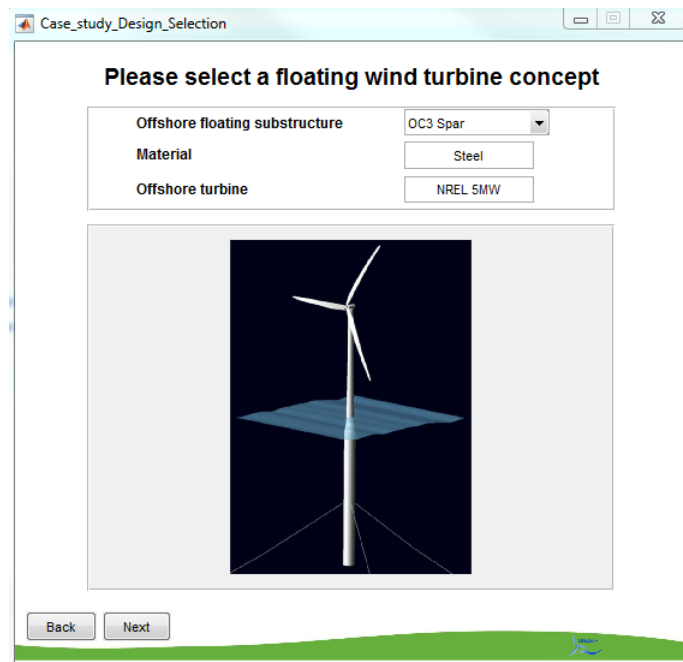 Case_study_Design_Selection
Please select a floating wind turbine concept
Offshore floating substructure OC3 Spar
Material Steel
Offshore turbine NREL 5MW
Back Next